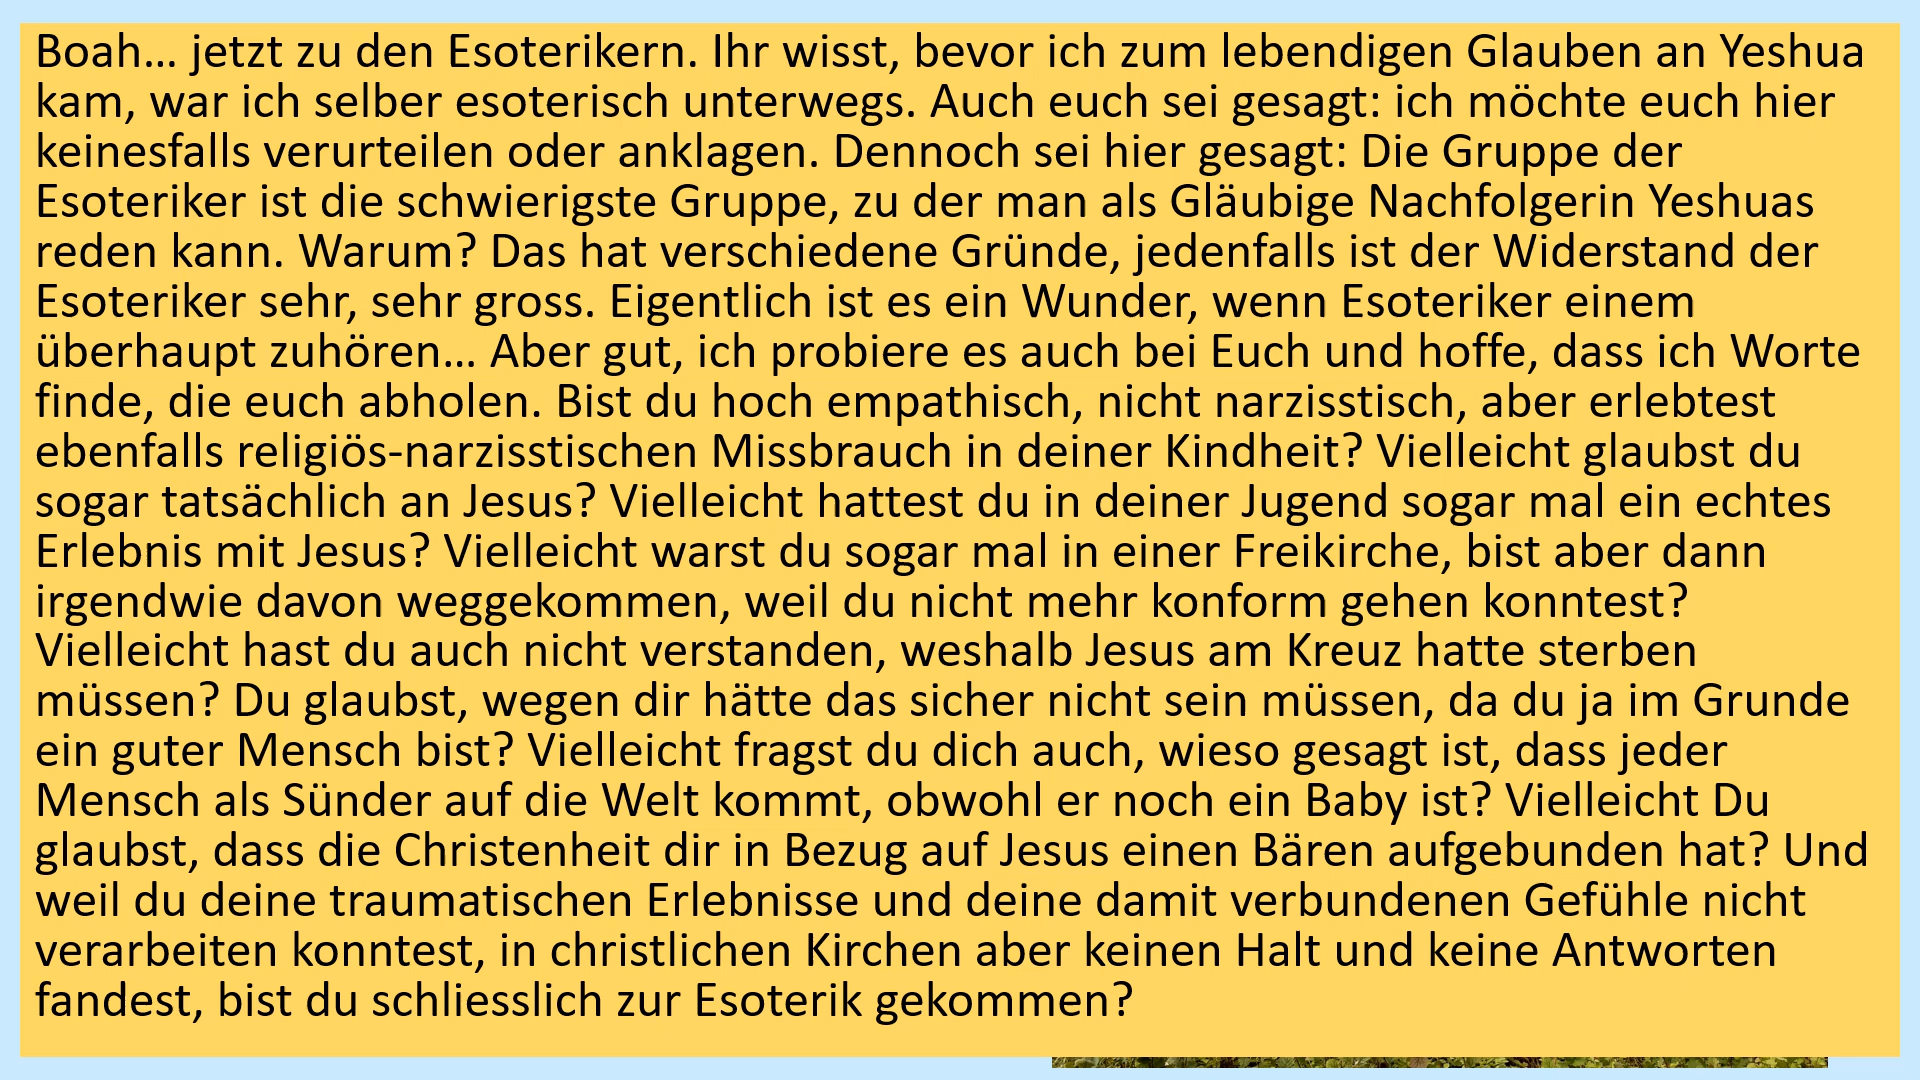 Boah… jetzt zu den Esoterikern. Ihr wisst, bevor ich zum lebendigen Glauben an Yeshua
kam, war ich selber esoterisch unterwegs. Auch euch sei gesagt: ich möchte euch hier
keinesfalls verurteilen oder anklagen. Dennoch sei hier gesagt: Die Gruppe der
Esoteriker ist die schwierigste Gruppe, zu der man als Gläubige Nachfolgerin Yeshuas
reden kann. Warum? Das hat verschiedene Gründe, jedenfalls ist der Widerstand der
Esoteriker sehr, sehr gross. Eigentlich ist es ein Wunder, wenn Esoteriker einem
überhaupt zuhören… Aber gut, ich probiere es auch bei Euch und hoffe, dass ich Worte
finde, die euch abholen. Bist du hoch empathisch, nicht narzisstisch, aber erlebtest
ebenfalls religiös-narzisstischen Missbrauch in deiner Kindheit? Vielleicht glaubst du
sogar tatsächlich an Jesus? Vielleicht hattest du in deiner Jugend sogar mal ein echtes
Erlebnis mit Jesus? Vielleicht warst du sogar mal in einer Freikirche, bist aber dann
irgendwie davon weggekommen, weil du nicht mehr konform gehen konntest?
Vielleicht hast du auch nicht verstanden, weshalb Jesus am Kreuz hatte sterben
müssen? Du glaubst, wegen dir hätte das sicher nicht sein müssen, da du ja im Grunde
ein guter Mensch bist? Vielleicht fragst du dich auch, wieso gesagt ist, dass jeder
Mensch als Sünder auf die Welt kommt, obwohl er noch ein Baby ist? Vielleicht Du
glaubst, dass die Christenheit dir in Bezug auf Jesus einen Bären aufgebunden hat? Und
weil du deine traumatischen Erlebnisse und deine damit verbundenen Gefühle nicht
verarbeiten konntest, in christlichen Kirchen aber keinen Halt und keine Antworten
fandest, bist du schliesslich zur Esoterik gekommen?